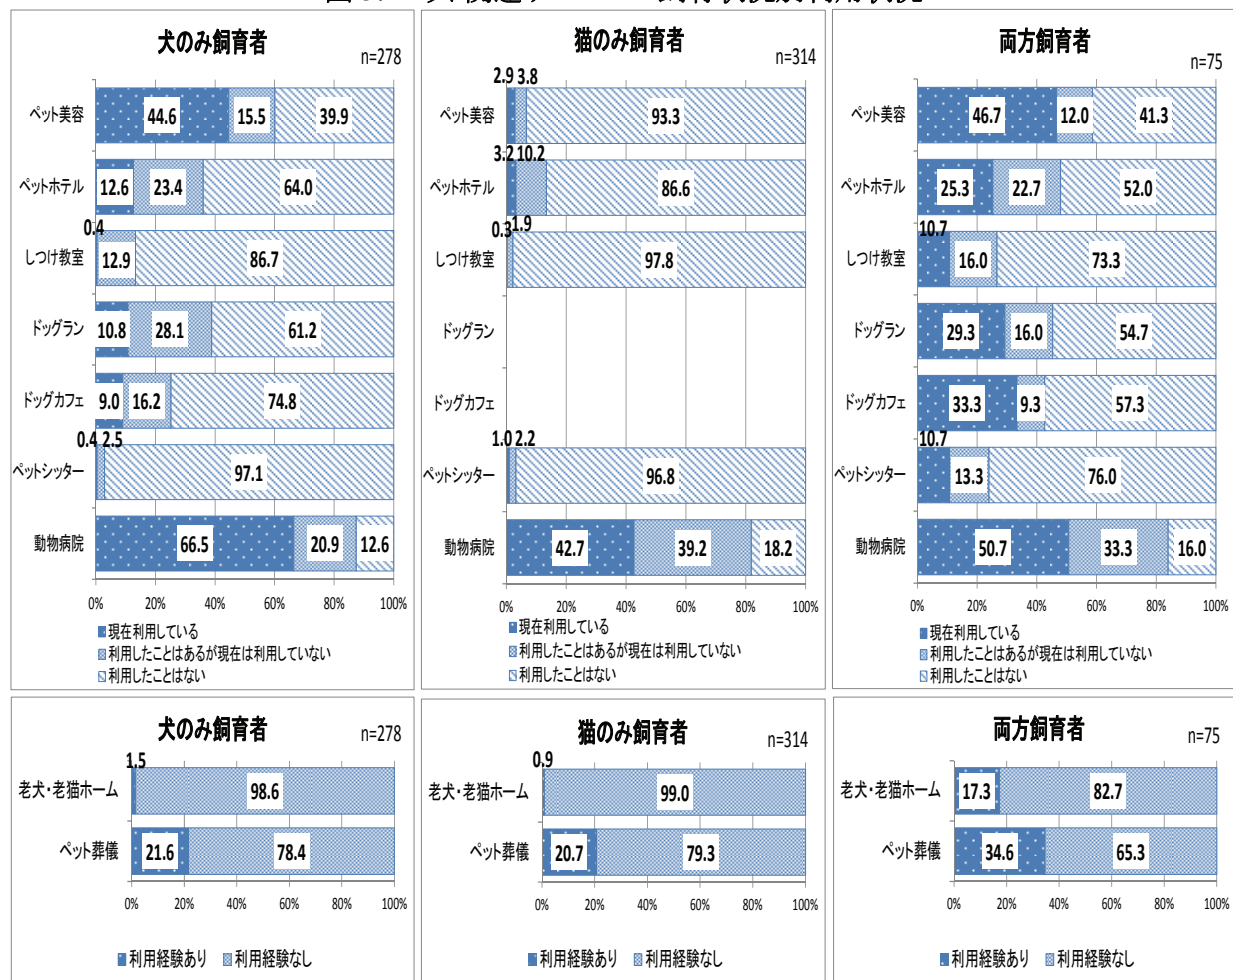 犬のみ飼育者
n=278
ペット美容 44.6 15.5 39.9
ペットホテル 12.6 23.4 64.0
しつけ教室 0.4 12.9 86.7
ドッグラン 10.8 28.1 61.2
ドッグカフェ 9.0 16.2 74.8
ペットシッター 0.4 2.5 97.1
動物病院 66.5 20.9 12.6
0% 20% 40% 60% 80% 100%
現在利用している
利用したことはあるが現在は利用していない
利用したことはない
猫のみ飼育者
n=314
ペット美容 2.9 3.8 93.3
ペットホテル 3.2 10.2 86.6
しつけ教室 0.3 1.9 97.8
ドッグラン
ドッグカフェ
ペットシッター 1.0 2.2 96.8
動物病院 42.7 39.2 18.2
0% 20% 40% 60% 80% 100%
現在利用している
利用したことはあるが現在は利用していない
利用したことはない
両方飼育者
n=75
ペット美容 46.7 12.0 41.3
ペットホテル 25.3 22.7 52.0
しつけ教室 10.7 16.0 73.3
ドッグラン 29.3 16.0 54.7
ドッグカフェ 33.3 9.3 57.3
ペットシッター 10.7 13.3 76.0
動物病院 50.7 33.3 16.0
0% 20% 40% 60% 80% 100%
現在利用している
利用したことはあるが現在は利用していない
利用したことはない
犬のみ飼育者
n=278
老犬・老猫ホーム 1.5 98.6
ペット葬儀 21.6 78.4
0% 20% 40% 60% 80% 100%
利用経験あり 利用経験なし
猫のみ飼育者
n=314
老犬・老猫ホーム 0.9 99.0
ペット葬儀 20.7 79.3
0% 20% 40% 60% 80% 100%
利用経験あり 利用経験なし
両方飼育者
n=75
老犬・老猫ホーム 17.3 82.7
ペット葬儀 34.6 65.3
0% 20% 40% 60% 80% 100%
利用経験あり 利用経験なし